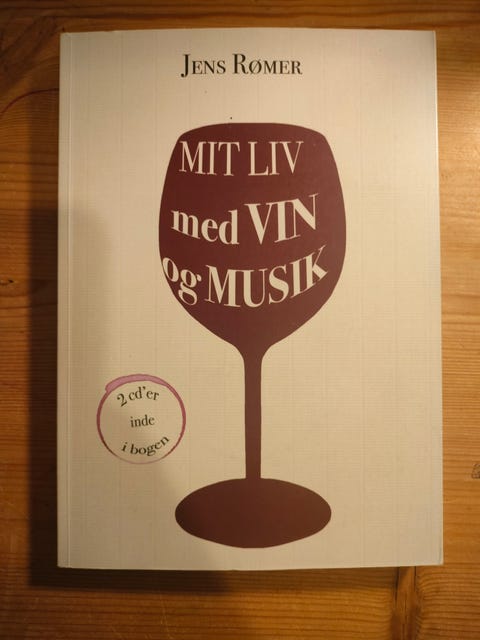 JENS RØMER
MIT LIV
med VIN
og MUSIK
2 cd'er
inde
i bogen